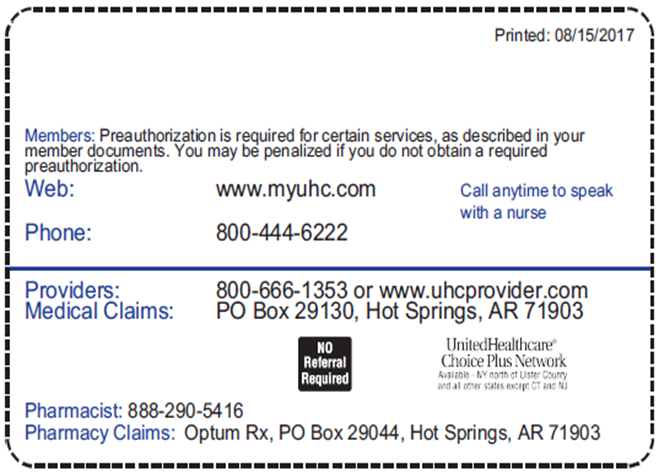 Printed: 08/15/2017
Members: Preauthorization is required for certain services, as described in your
member documents. You may be penalized if you do not obtain a required
preauthorization.
Web: www.myuhc.com Call anytime to speak
with a nurse
Phone: 800-444-6222
Providers: 800-666-1353 or www.uhcprovider.com
Medical Claims: PO Box 29130, Hot Springs, AR 71903
NO
Referral
Required
UnitedHealthcare®
Choice Plus Network
Available - NY north of Ulster County
and all other states except CT and NJ
Pharmacist: 888-290-5416
Pharmacy Claims: Optum Rx, PO Box 29044, Hot Springs, AR 71903